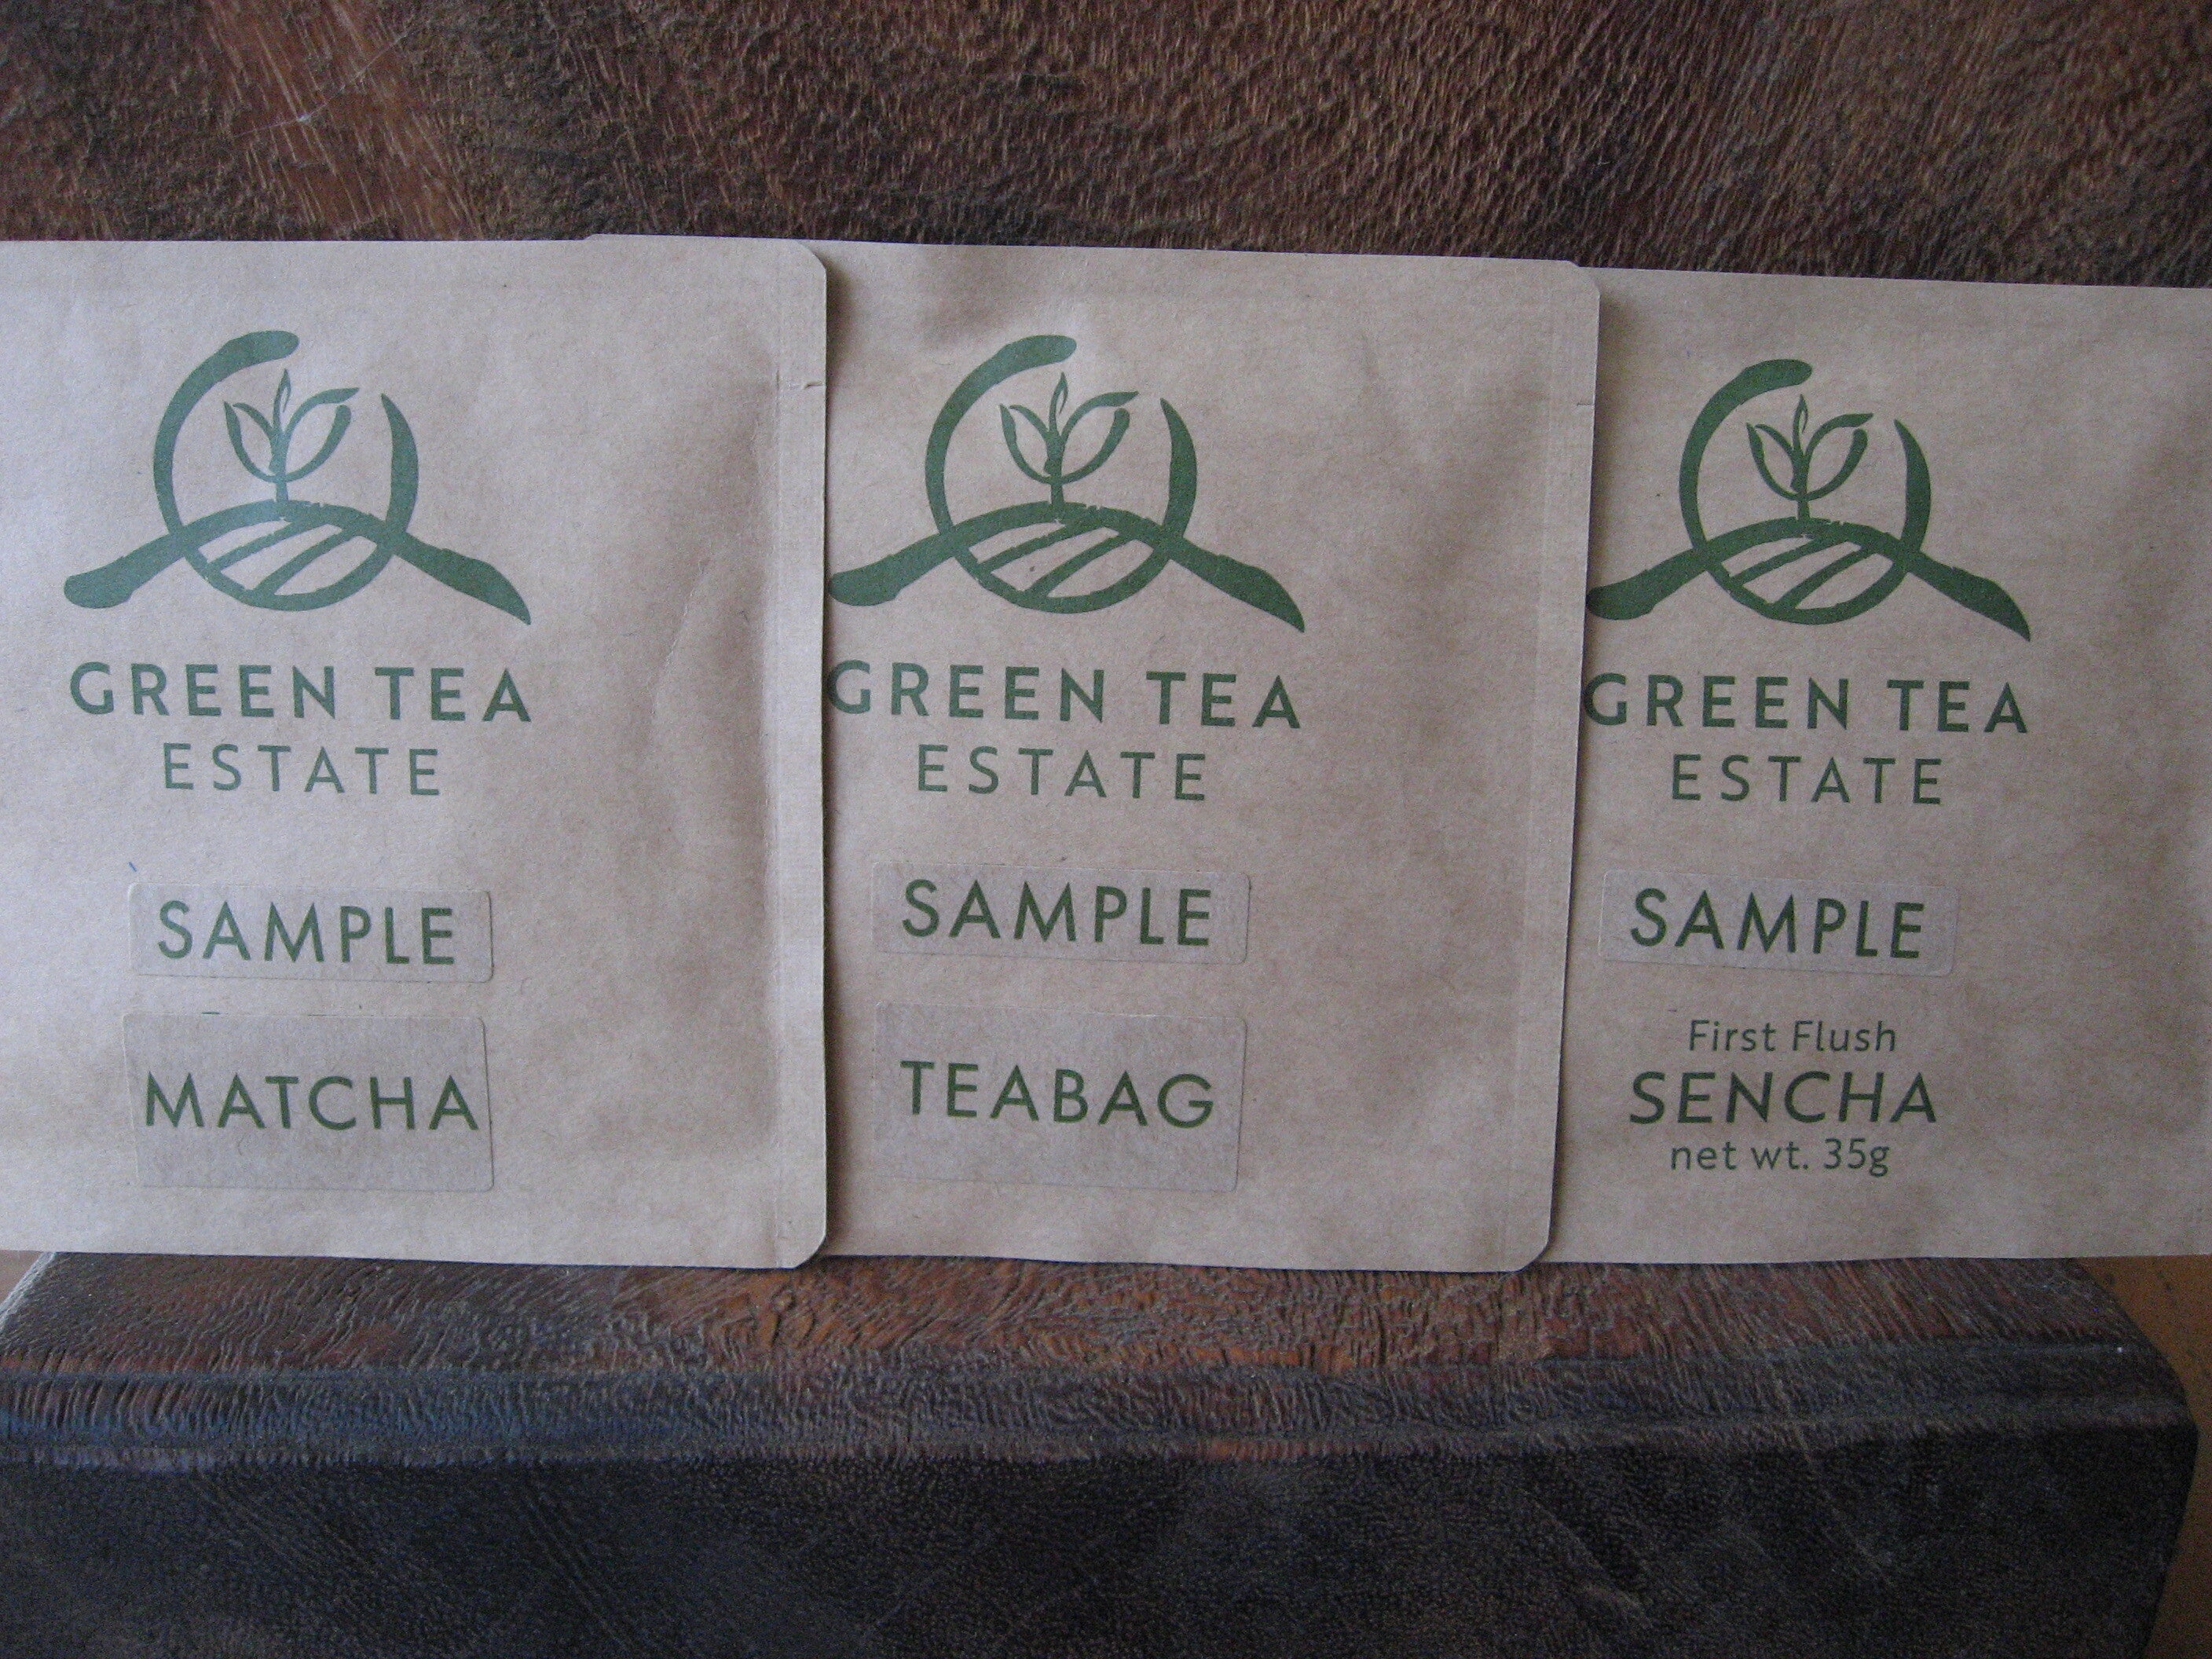 GREEN TEA
ESTATE
SAMPLE
MATCHA
GREEN TEA
ESTATE
SAMPLE
TEABAG
GREEN TEA
ESTATE
SAMPLE
First Flush
SENCHA
net wt. 35g